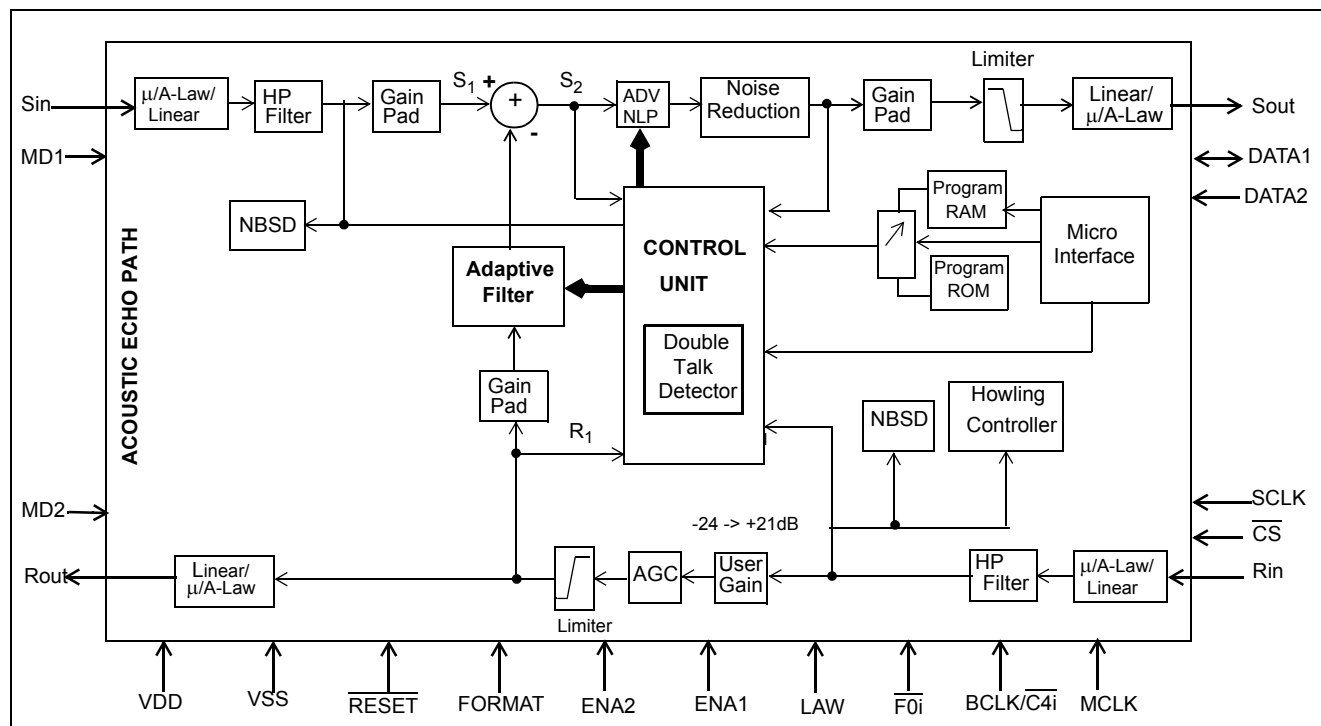 Limiter
S1 +
S2
Sin
μ/A-Law/
Linear
HP
Filter
Gain
Pad
+
-
ADV
NLP
Noise
Reduction
Gain
Pad
Linear/
μ/A-Law
Sout
MD1
DATA1
DATA2
NBSD
Program
RAM
Program
ROM
Micro
Interface
CONTROL
UNIT
Adaptive
Filter
ACOUSTIC ECHO PATH
Double
Talk
Detector
Gain
Pad
R1
NBSD
Howling
Controller
MD2
-24 -> +21dB
SCLK
CS
Rout
Linear/
μ/A-Law
Limiter
AGC
User
Gain
HP
Filter
μ/A-Law/
Linear
Rin
VDD
VSS
RESET
FORMAT
ENA2
ENA1
LAW
F0i
BCLK/C4i
MCLK